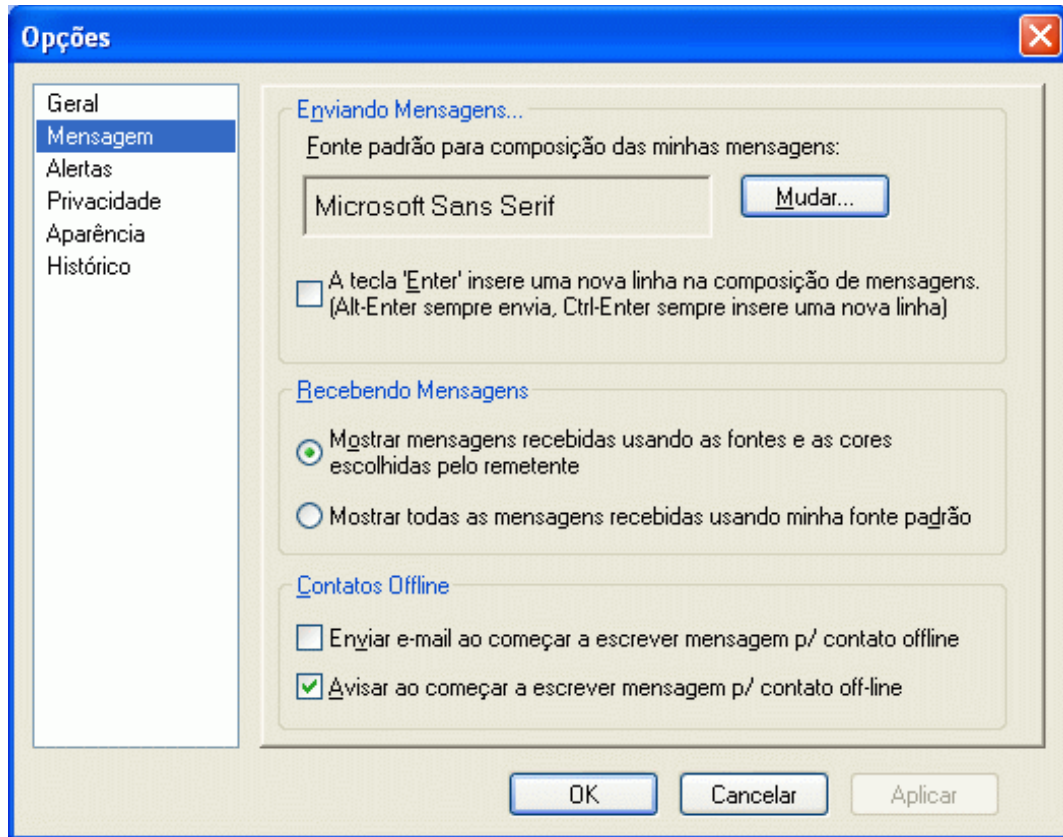 Opções
Geral
Mensagem
Alertas
Privacidade
Aparência
Histórico
Enviando Mensagens...
Fonte padrão para composição das minhas mensagens:
Microsoft Sans Serif
Mudar...
A tecla 'Enter' insere uma nova linha na composição de mensagens.
(Alt-Enter sempre envia, Ctrl-Enter sempre insere uma nova linha)
Recebendo Mensagens
Mostrar mensagens recebidas usando as fontes e as cores
escolhidas pelo remetente
Mostrar todas as mensagens recebidas usando minha fonte padrão
Contatos Offline
Enviar e-mail ao começar a escrever mensagem p/ contato offline
Avisar ao começar a escrever mensagem p/ contato off-line
OK
Cancelar
Aplicar